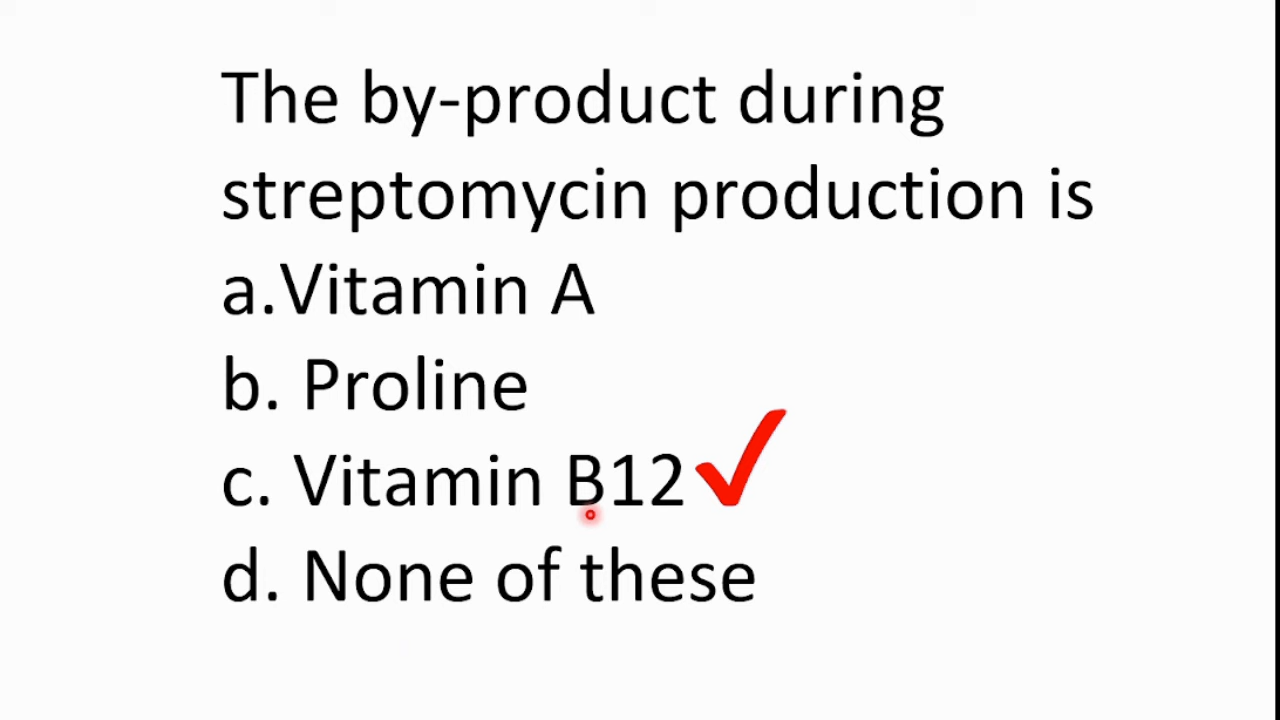 The by-product during
streptomycin production is
a.Vitamin A
b. Proline
c. Vitamin B12
d. None of these